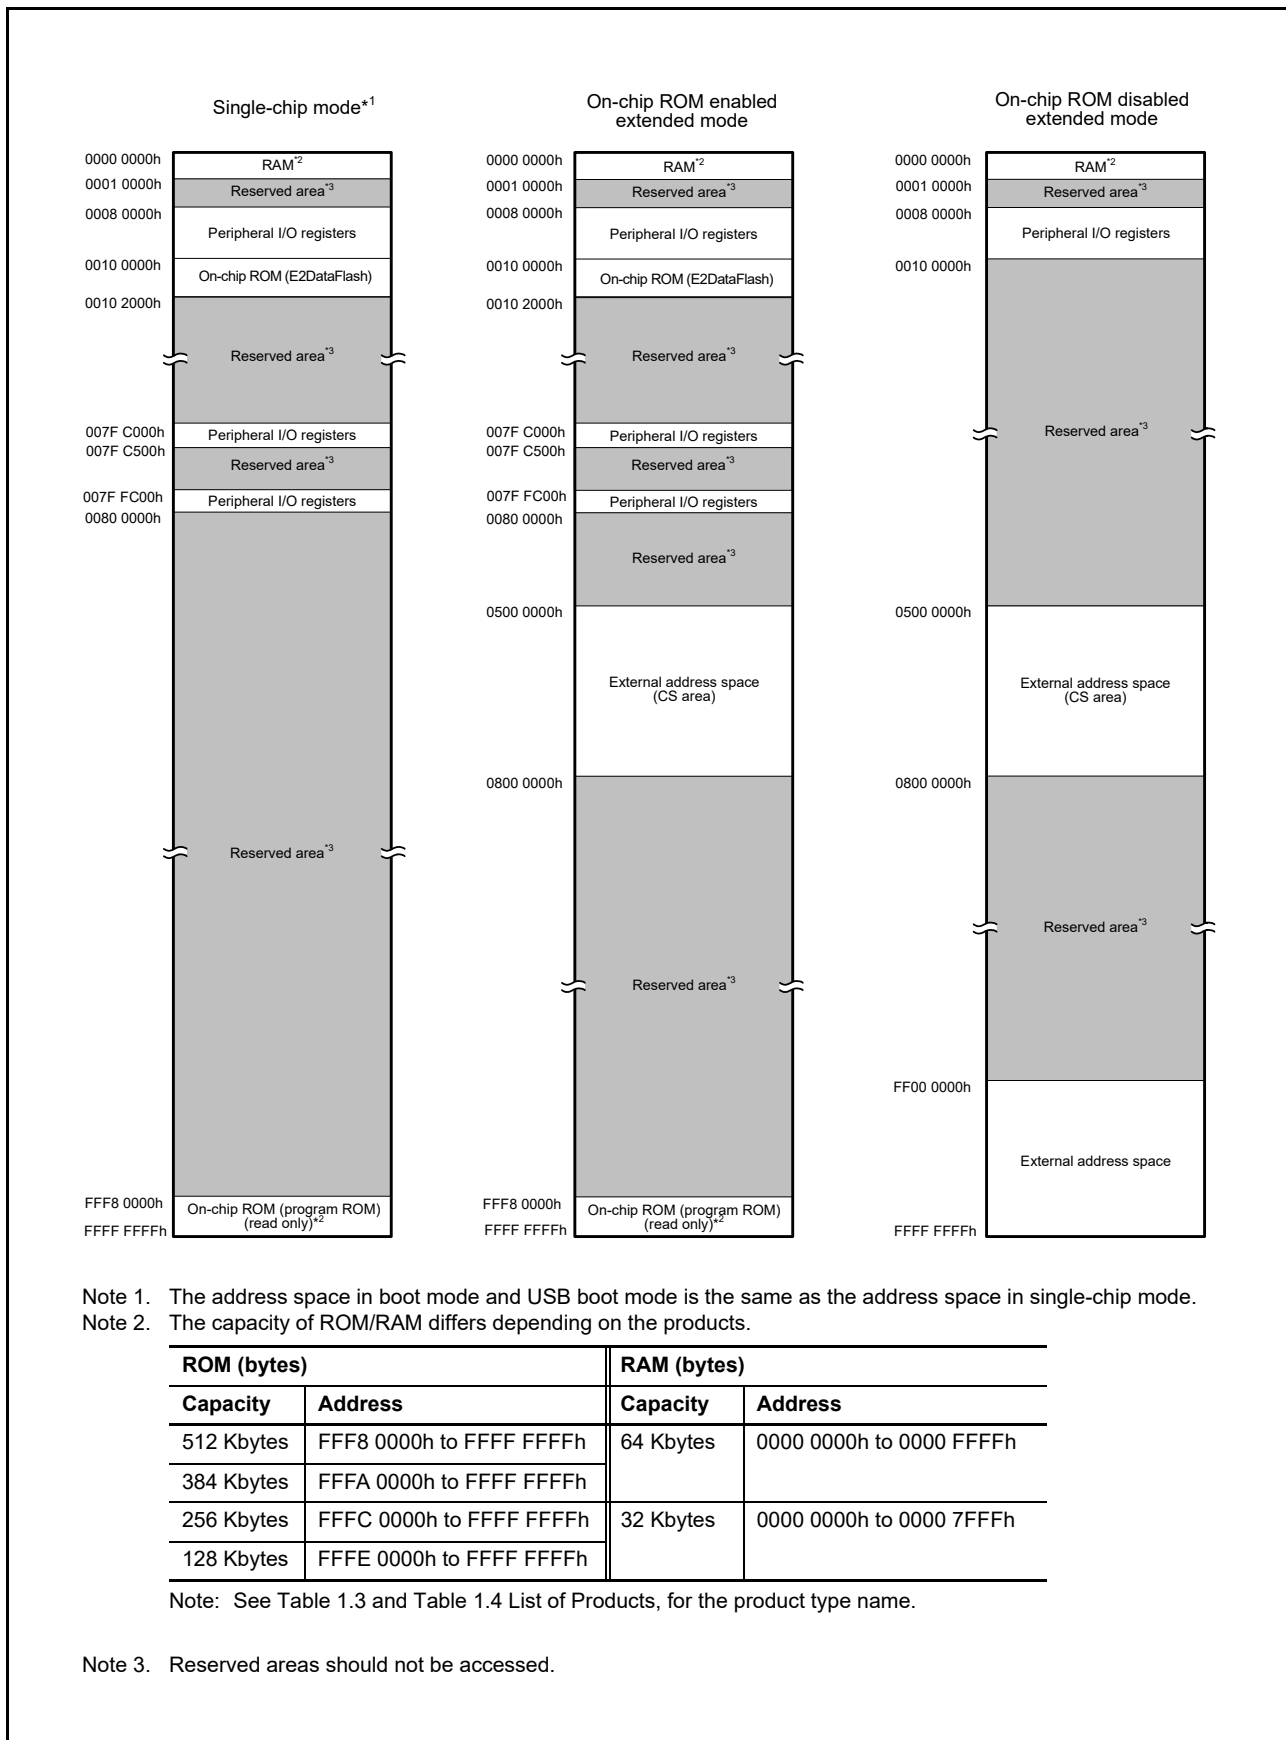 Single-chip mode*1
0000 0000h
RAM*2
0001 0000h
Reserved area*3
0008 0000h
Peripheral I/O registers
0010 0000h
On-chip ROM (E2DataFlash)
0010 2000h
Reserved area*3
007F C000h
Peripheral I/O registers
007F C500h
Reserved area*3
007F FC00h
Peripheral I/O registers
0080 0000h
Reserved area*3
FFF8 0000h
On-chip ROM (program ROM)
(read only)*2
FFFF FFFFh
On-chip ROM enabled
extended mode
0000 0000h
RAM*2
0001 0000h
Reserved area*3
0008 0000h
Peripheral I/O registers
0010 0000h
On-chip ROM (E2DataFlash)
0010 2000h
Reserved area*3
007F C000h
Peripheral I/O registers
007F C500h
Reserved area*3
007F FC00h
Peripheral I/O registers
0080 0000h
Reserved area*3
0500 0000h
External address space
(CS area)
0800 0000h
Reserved area*3
FFF8 0000h
On-chip ROM (program ROM)
(read only)*2
FFFF FFFFh
On-chip ROM disabled
extended mode
0000 0000h
RAM*2
0001 0000h
Reserved area*3
0008 0000h
Peripheral I/O registers
0010 0000h
Reserved area*3
0500 0000h
External address space
(CS area)
0800 0000h
Reserved area*3
FF00 0000h
External address space
FFFF FFFFh
Note 1. The address space in boot mode and USB boot mode is the same as the address space in single-chip mode.
Note 2. The capacity of ROM/RAM differs depending on the products.
ROM (bytes) RAM (bytes)
Capacity Address Capacity Address
512 Kbytes FFF8 0000h to FFFF FFFFh 64 Kbytes 0000 0000h to 0000 FFFFh
384 Kbytes FFFA 0000h to FFFF FFFFh
256 Kbytes FFFC 0000h to FFFF FFFFh 32 Kbytes 0000 0000h to 0000 7FFFh
128 Kbytes FFFE 0000h to FFFF FFFFh
Note: See Table 1.3 and Table 1.4 List of Products, for the product type name.
Note 3. Reserved areas should not be accessed.